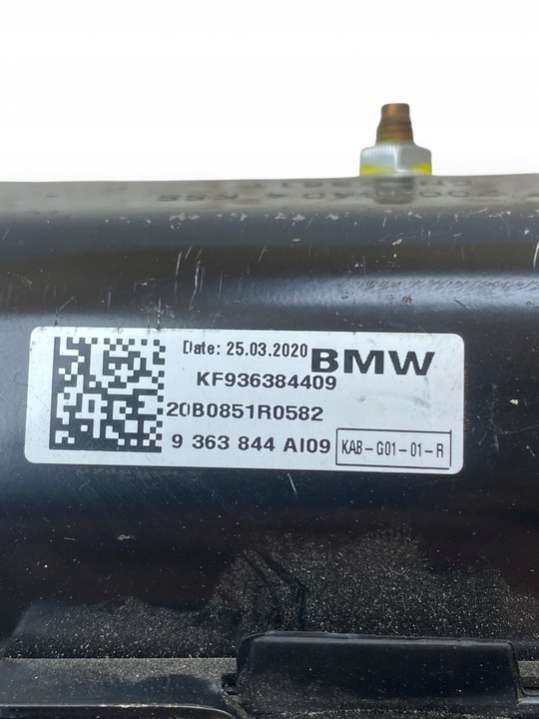 Date: 25.03.2020 BMW
KF936384409
20B0851R0582
9 363 844 AI09 KAB-G01-01-R